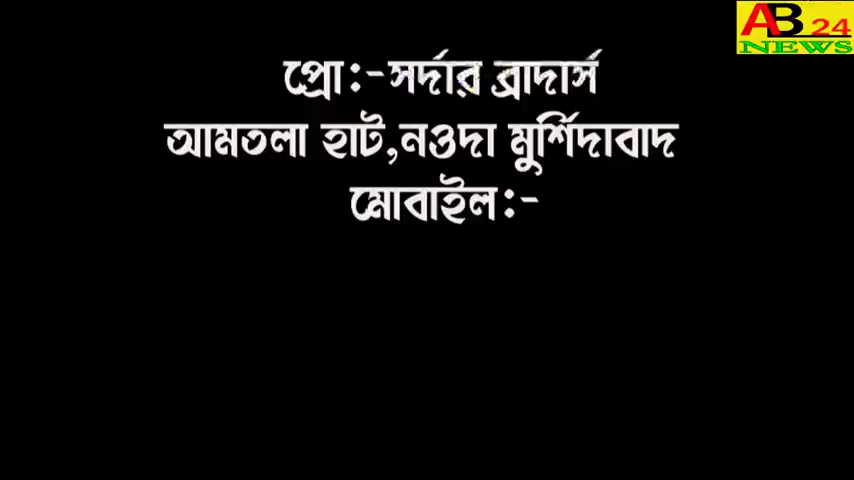 AB 24
NEWS
প্রো:-সর্দার ব্রাদার্স
আমতলা হাট,নওদা মুর্শিদাবাদ
মোবাইল:-